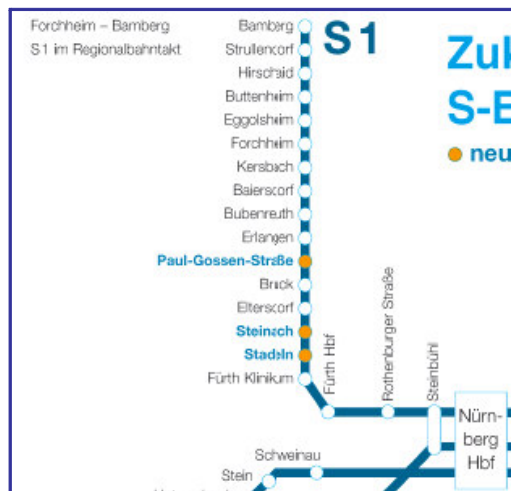 Forchheim – Bamberg
S1 im Regionalbahntakt
S1
Zuk
S-B
neu
Bamberg
Strullendorf
Hirschaid
Buttenheim
Eggolsheim
Forchheim
Kersbach
Baiersdorf
Bubenreuth
Erlangen
Paul-Gossen-Straße
Bruck
Eltersdorf
Steinach
Stadeln
Fürth Klinikum
Fürth Hbf
Rothenburger Straße
Steinbühl
Nürn-
berg
Hbf
Schweinau
Stein